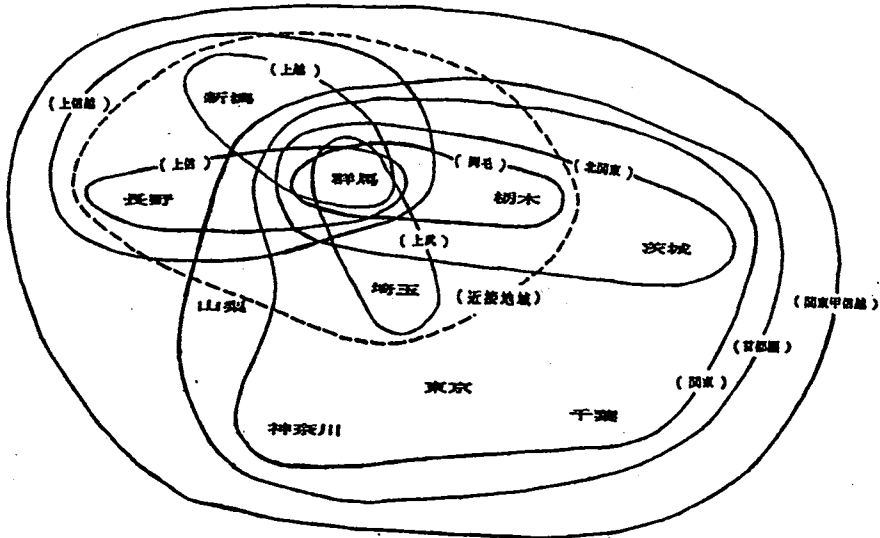 (上越)
新潟
(上信越)
(上信)
群馬
(両毛)
(北関東)
長野
栃木
(上武)
茨城
埼玉
(近接地域)
(関東甲信越)
山梨
(首都圏)
(関東)
東京
千葉
神奈川